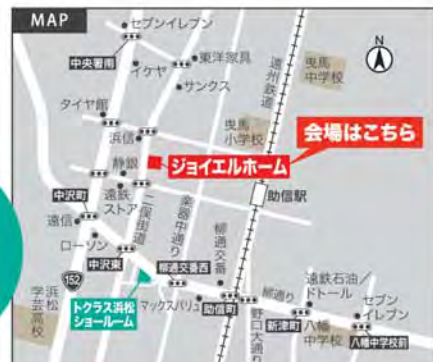 MAP
セブンイレブン
中央署南
東洋家具
イケヤ
サンクス
遠州鉄道
曳馬
中学校
N
タイヤ館
浜信
曳馬
小学校
会場はこちら
静銀
ジョイエルホーム
中沢町
遠鉄
ストア
二俣街道
楽器中通り
助信駅
遠信
ローソン
中沢東
柳通交番西
柳通交番
152
浜松
学芸高校
トクラス浜松
ショールーム
マックスバリュ
助信町
柳通り
野口大通り
新津町
遠鉄石油/
ドトール
八幡
中学校
セブン
イレブン
八幡中学校前